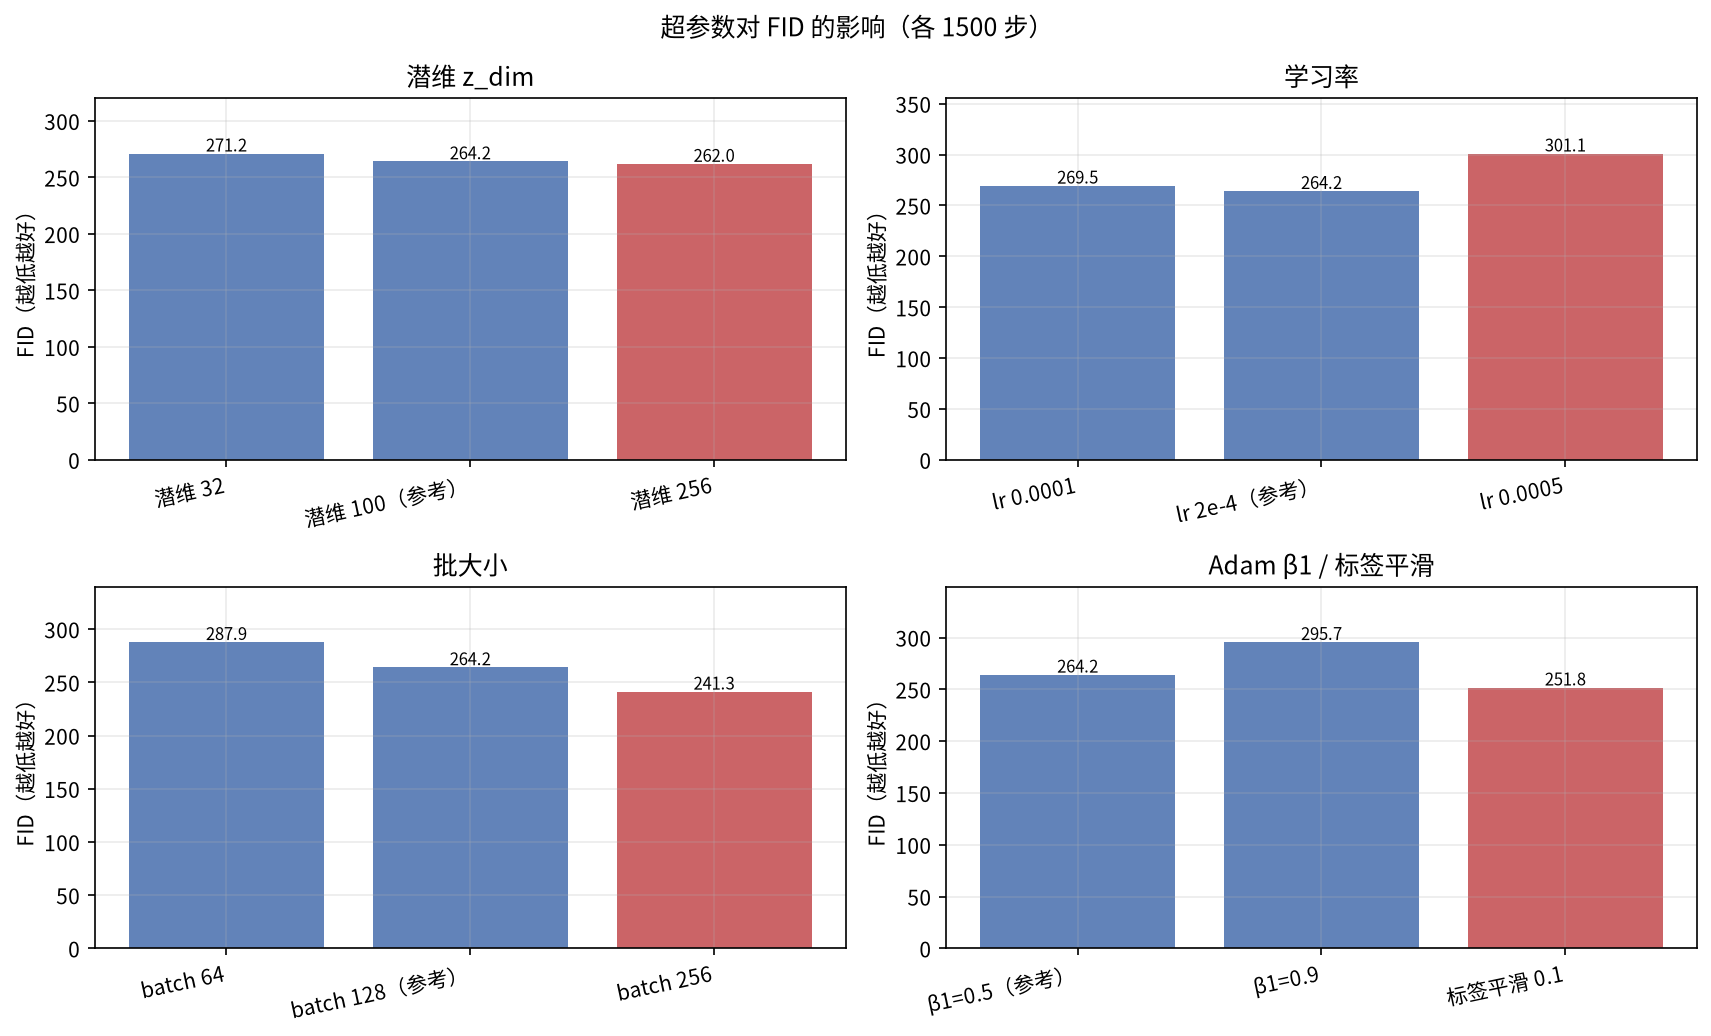 超参数对 FID 的影响（各 1500 步）
潜维 z_dim
FID（越低越好）
300
250
200
150
100
50
0
271.2
264.2
262.0
潜维 32
潜维 100（参考）
潜维 256
学习率
FID（越低越好）
350
300
250
200
150
100
50
0
269.5
264.2
301.1
lr 0.0001
lr 2e-4（参考）
lr 0.0005
批大小
FID（越低越好）
300
250
200
150
100
50
0
287.9
264.2
241.3
batch 64
batch 128（参考）
batch 256
Adam β1 / 标签平滑
FID（越低越好）
300
250
200
150
100
50
0
264.2
295.7
251.8
β1=0.5（参考）
β1=0.9
标签平滑 0.1